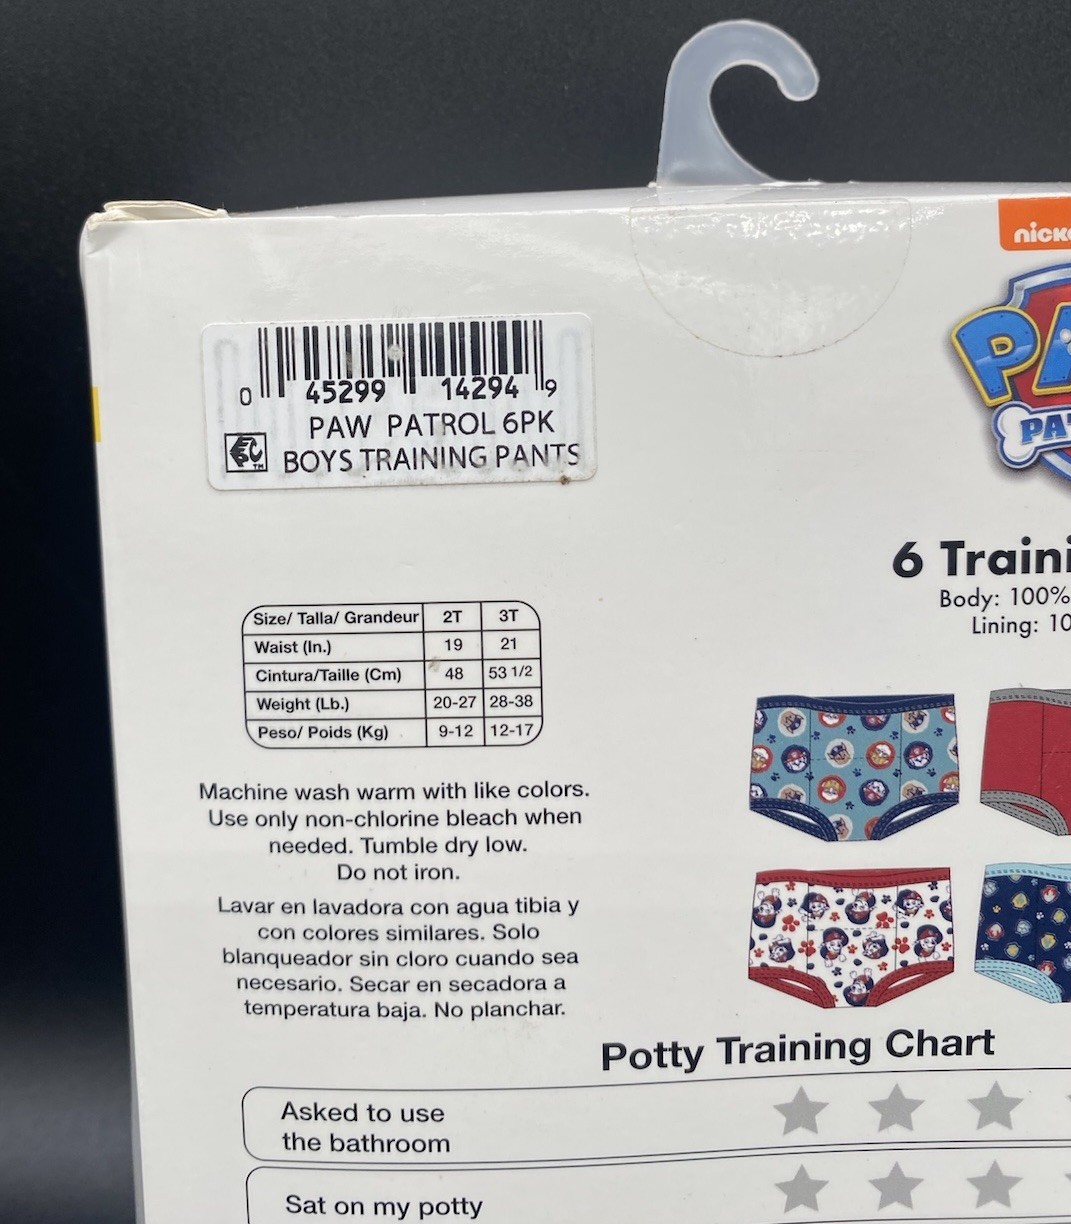 nick
PA
PA
0 45299 14294 9
PAW PATROL 6PK
BOYS TRAINING PANTS
6 Traini
Body: 100%
Lining: 10
Size/ Talla/ Grandeur 2T 3T
Waist (In.) 19 21
Cintura/Taille (Cm) 48 53 1/2
Weight (Lb.) 20-27 28-38
Peso/ Poids (Kg) 9-12 12-17
Machine wash warm with like colors.
Use only non-chlorine bleach when
needed. Tumble dry low.
Do not iron.
Lavar en lavadora con agua tibia y
con colores similares. Solo
blanqueador sin cloro cuando sea
necesario. Secar en secadora a
temperatura baja. No planchar.
Potty Training Chart
Asked to use
the bathroom
Sat on my potty